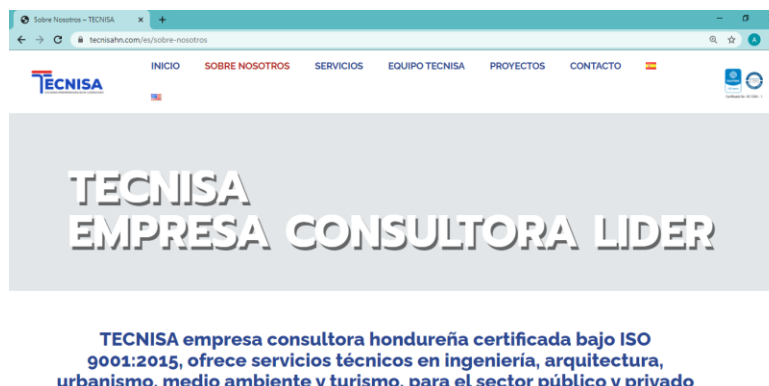 Sobre Nosotros – TECNISA
tecnisahn.com/es/sobre-nosotros
A
INICIO SOBRE NOSOTROS SERVICIOS EQUIPO TECNISA PROYECTOS CONTACTO
TECNISA
TECNISA
EMPRESA CONSULTORA LIDER
TECNISA empresa consultora hondureña certificada bajo ISO
9001:2015, ofrece servicios técnicos en ingeniería, arquitectura,
urbanismo, medio ambiente y turismo, para el sector público y privado